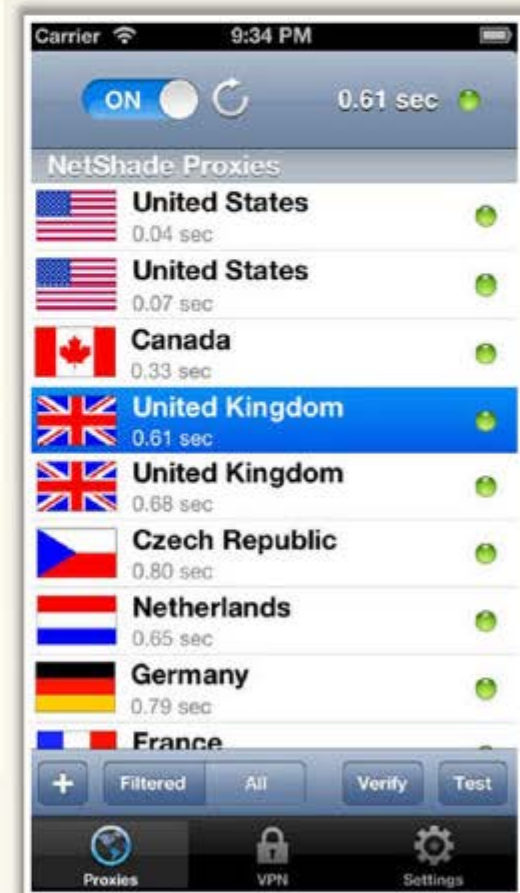 Carrier 9:34 PM
ON 0.61 sec
NetShade Proxies
United States
0.04 sec
United States
0.07 sec
Canada
0.33 sec
United Kingdom
0.61 sec
United Kingdom
0.68 sec
Czech Republic
0.80 sec
Netherlands
0.65 sec
Germany
0.79 sec
France
+ Filtered All Verify Test
Proxies VPN Settings